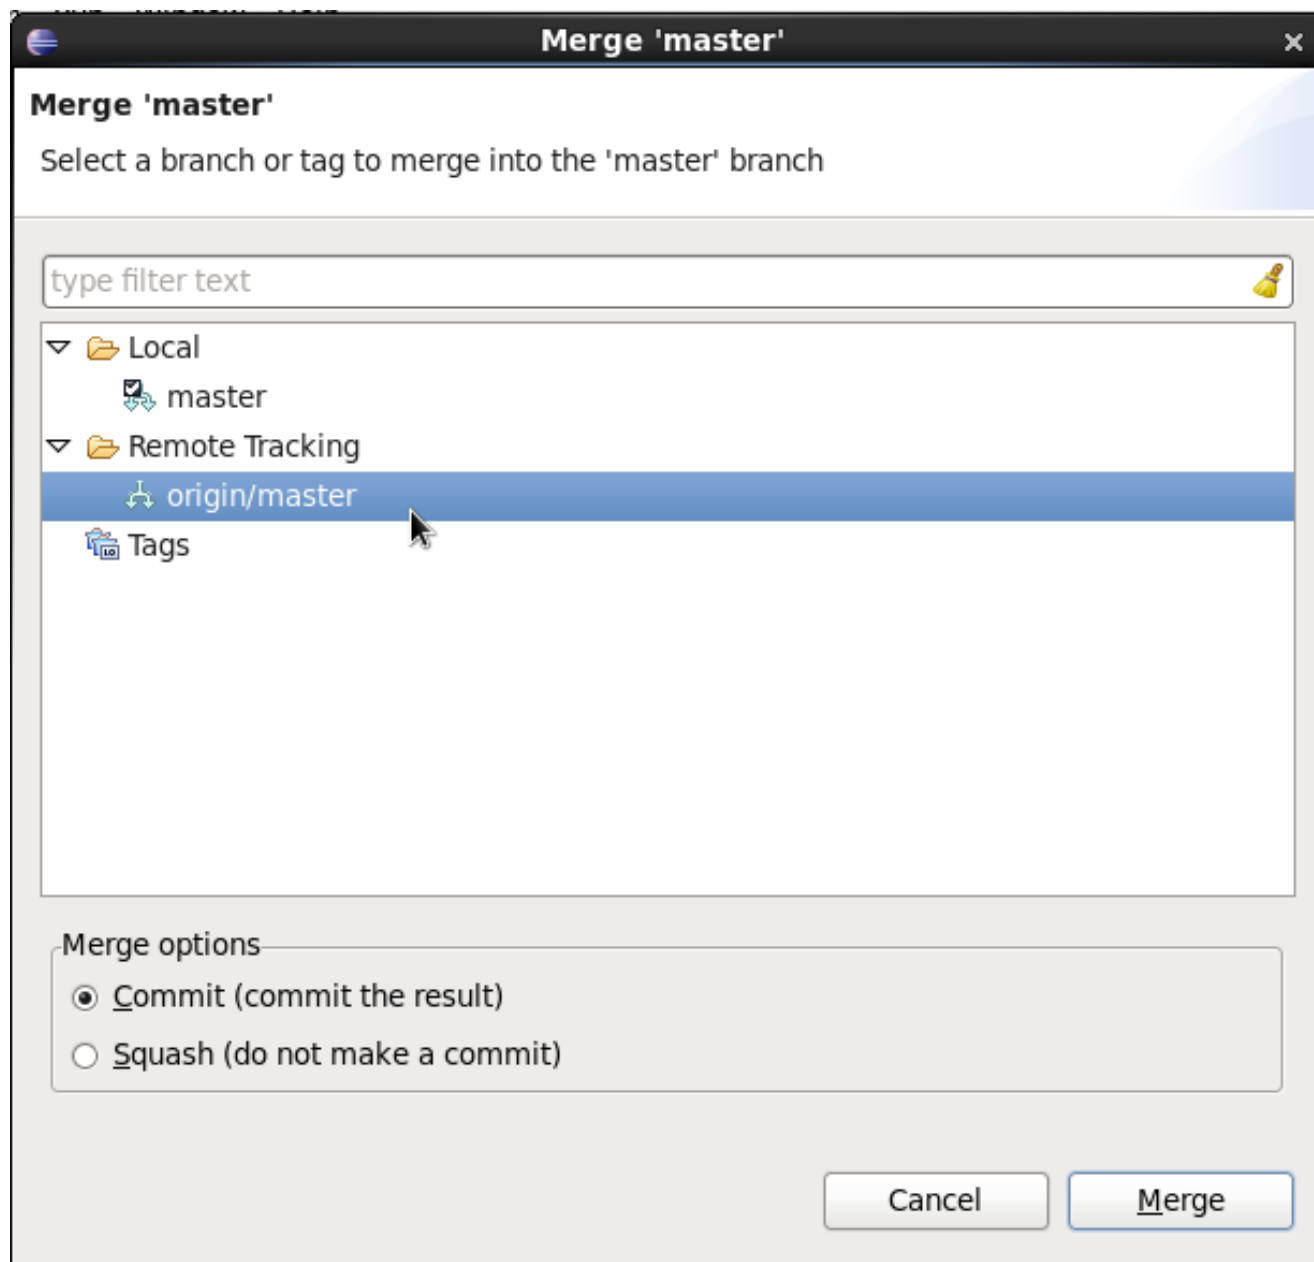 Merge 'master'
Merge 'master'
Select a branch or tag to merge into the 'master' branch
type filter text
Local
master
Remote Tracking
origin/master
Tags
Merge options
Commit (commit the result)
Squash (do not make a commit)
Cancel Merge